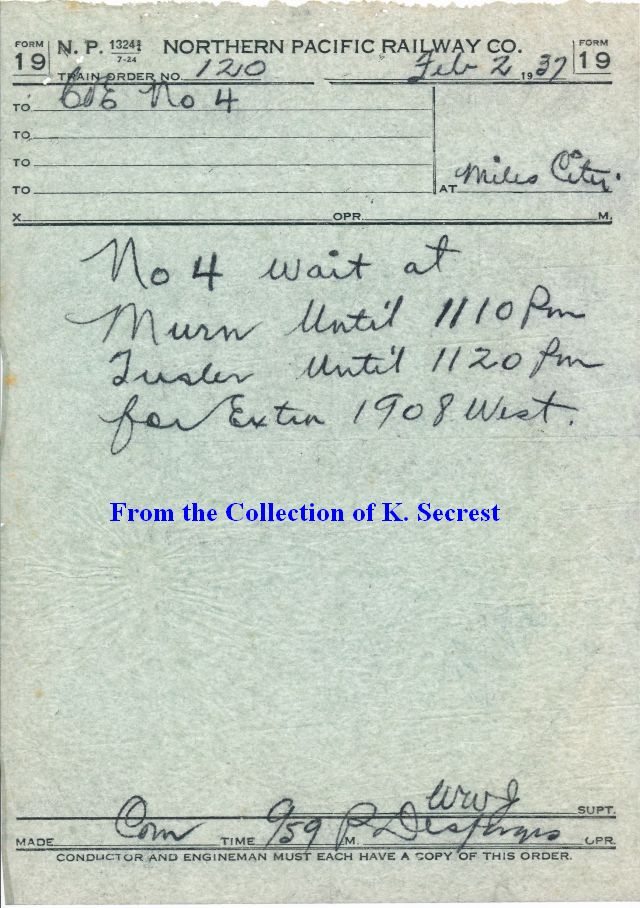 FORM 19 N. P. 1324½ NORTHERN PACIFIC RAILWAY CO. FORM 19
7-24
TRAIN ORDER NO. 120 Feb 2 1937
TO C&E No 4
TO
TO
TO AT Miles City.
X OPR. M.
No 4 wait at
Murn Until 1110 Pm
Tusler Until 1120 Pm
for Extra 1908 West.
From the Collection of K. Secrest
WWJ SUPT.
MADE Com TIME 959 P M. OPR.
CONDUCTOR AND ENGINEMAN MUST EACH HAVE A COPY OF THIS ORDER.